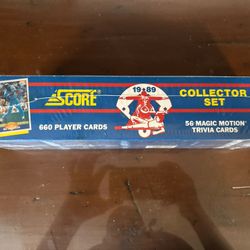 SCORE
1989
COLLECTOR
SET
660 PLAYER CARDS
56 MAGIC MOTION
TRIVIA CARDS